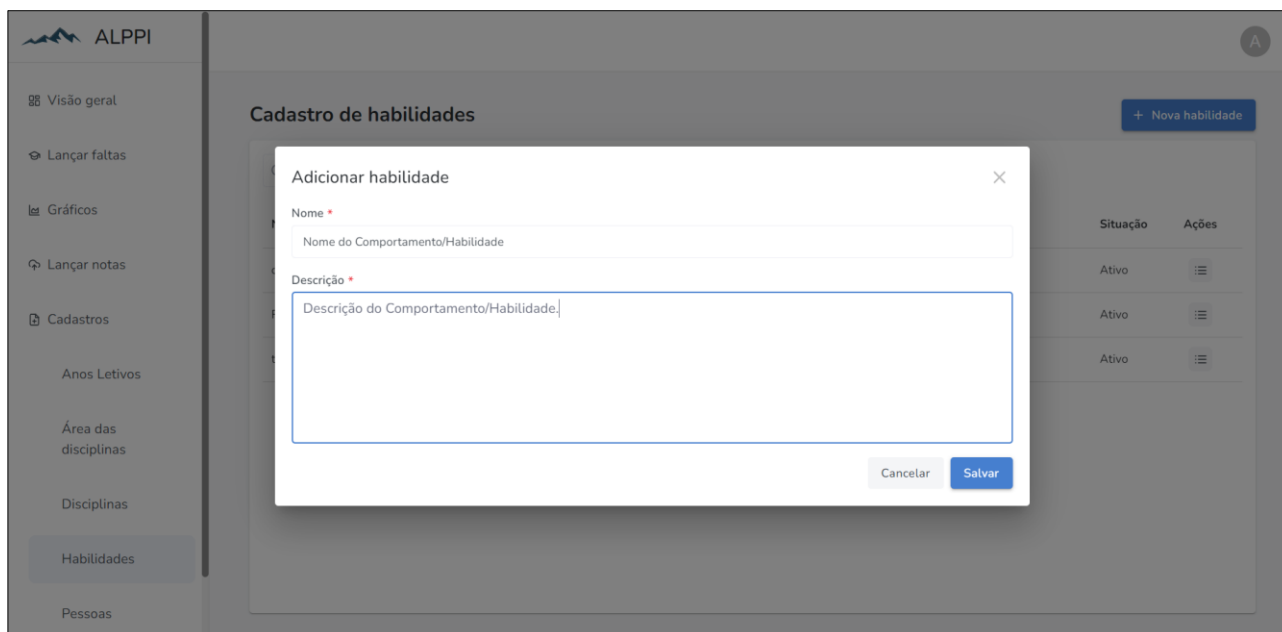 ALPPI
A
Visão geral
Lançar faltas
Gráficos
Lançar notas
Cadastros
Anos Letivos
Área das
disciplinas
Disciplinas
Habilidades
Pessoas
Cadastro de habilidades
+ Nova habilidade
Situação Ações
Ativo
Ativo
Ativo
Adicionar habilidade
Nome *
Nome do Comportamento/Habilidade
Descrição *
Descrição do Comportamento/Habilidade.
Cancelar Salvar